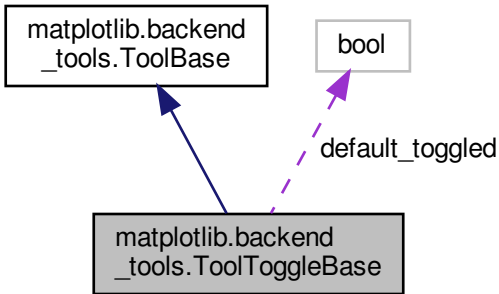 matplotlib.backend
_tools.ToolBase
bool
default_toggled
matplotlib.backend
_tools.ToolToggleBase